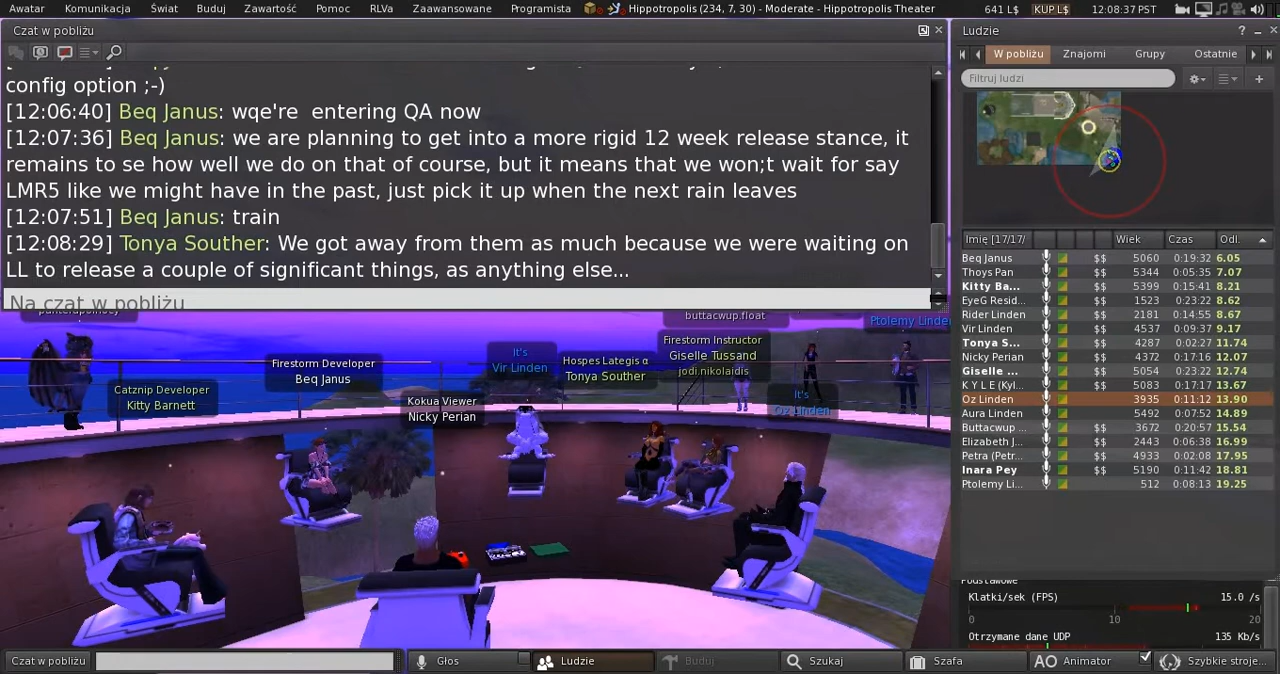 Awatar Komunikacja Świat Buduj Zawartość Pomoc RLVa Zaawansowane Programista Hippotropolis (234, 7, 30) - Moderate - Hippotropolis Theater 641 L$ KUP L$ 12:08:37 PST
Czat w pobliżu
config option ;-)
[12:06:40] Beq Janus: wqe're entering QA now
[12:07:36] Beq Janus: we are planning to get into a more rigid 12 week release stance, it
remains to se how well we do on that of course, but it means that we won;t wait for say
LMR5 like we might have in the past, just pick it up when the next rain leaves
[12:07:51] Beq Janus: train
[12:08:29] Tonya Souther: We got away from them as much because we were waiting on
LL to release a couple of significant things, as anything else...
Na czat w pobliżu
Ludzie
W pobliżu Znajomi Grupy Ostatnie
Filtruj ludzi
Imię [17/17/ Wiek Czas Odl.
Beq Janus $$ 5060 0:19:32 6.05
Thoys Pan $$ 5344 0:05:35 7.07
Kitty Ba... $$ 5399 0:15:41 8.21
EyeG Resid... $$ 1523 0:23:22 8.62
Rider Linden $$ 2181 0:14:55 8.67
Vir Linden $$ 4537 0:09:37 9.17
Tonya S... $$ 4287 0:02:27 11.74
Nicky Perian $$ 4372 0:17:16 12.07
Giselle ... $$ 5054 0:23:22 12.74
K Y L E (Kyl... $$ 5083 0:17:17 13.67
Oz Linden 3935 0:11:12 13.90
Aura Linden 5492 0:07:52 14.89
Buttacwup ... $$ 3672 0:20:57 15.54
Elizabeth J... $$ 2443 0:06:38 16.99
Petra (Petr... $$ 4933 0:02:08 17.95
Inara Pey $$ 5190 0:11:42 18.81
Ptolemy Li... 512 0:08:13 19.25
Podstawowe
Klatki/sek (FPS) 15.0 /s
0 10 20
Otrzymane dane UDP 135 Kb/s
buttacwup.float
Ptolemy Linden
Firestorm Instructor
Giselle Tussand
jodi.nikolaidis
It's
Vir Linden
Hospes Lategis α
Tonya Souther
Firestorm Developer
Beq Janus
Catznip Developer
Kitty Barnett
Kokua Viewer
Nicky Perian
It's
Oz Linden
Czat w pobliżu Głos Ludzie Buduj Szukaj Szafa AO Animator Szybkie stroje...